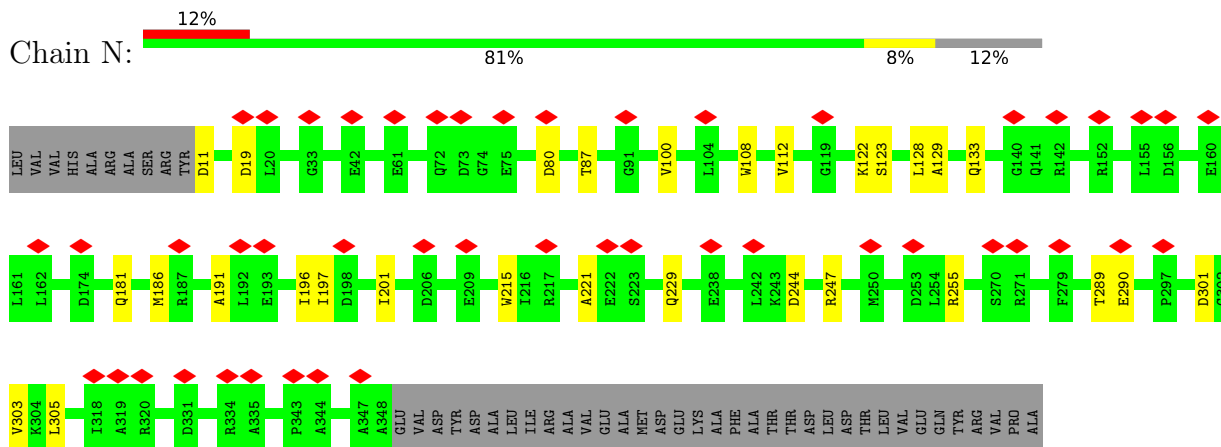 12%
Chain N:
81% 8% 12%
LEU VAL VAL HIS ALA ARG ALA SER ARG TYR D11 D19 L20 G33 E42 E61 Q72 D73 G74 E75 D80 T87 G91 V100 L104 W108 V112 G119 K122 S123 L128 A129 Q133 G140 Q141 R142 R152 L155 D156 E160
L161 L162 D174 Q181 M186 R187 A191 L192 E193 I196 I197 D198 I201 D206 E209 W215 I216 R217 A221 E222 S223 Q229 E238 L242 K243 D244 R247 M250 D253 L254 R255 S270 R271 F279 T289 E290 P297 D301
V303 K304 L305 I318 A319 R320 D331 R334 A335 P343 A344 A347 A348 GLU VAL ASP TYR ASP ALA LEU ILE ARG ALA VAL GLU ALA MET ASP GLU LYS ALA PHE ALA THR THR ASP LEU ASP THR LEU VAL GLU GLN TYR ARG VAL PRO ALA